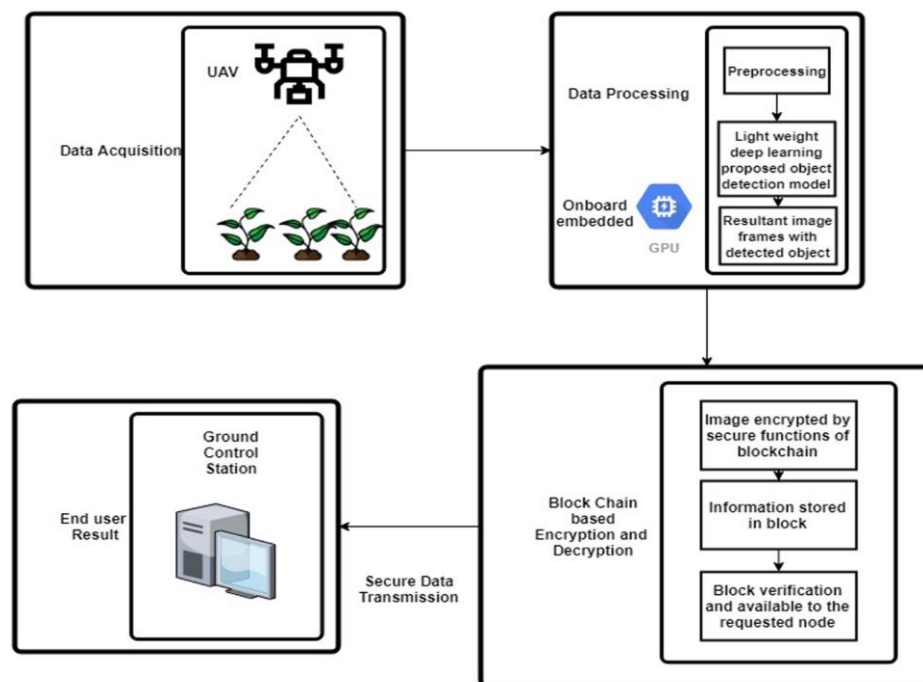 UAV
Data Acquisition
Data Processing
Onboard
embedded
GPU
Preprocessing
Light weight
deep learning
proposed object
detection model
Resultant image
frames with
detected object
Block Chain
based
Encryption and
Decryption
Image encrypted by
secure functions of
blockchain
Information stored
in block
Block verification
and available to the
requested node
Secure Data
Transmission
End user
Result
Ground
Control
Station